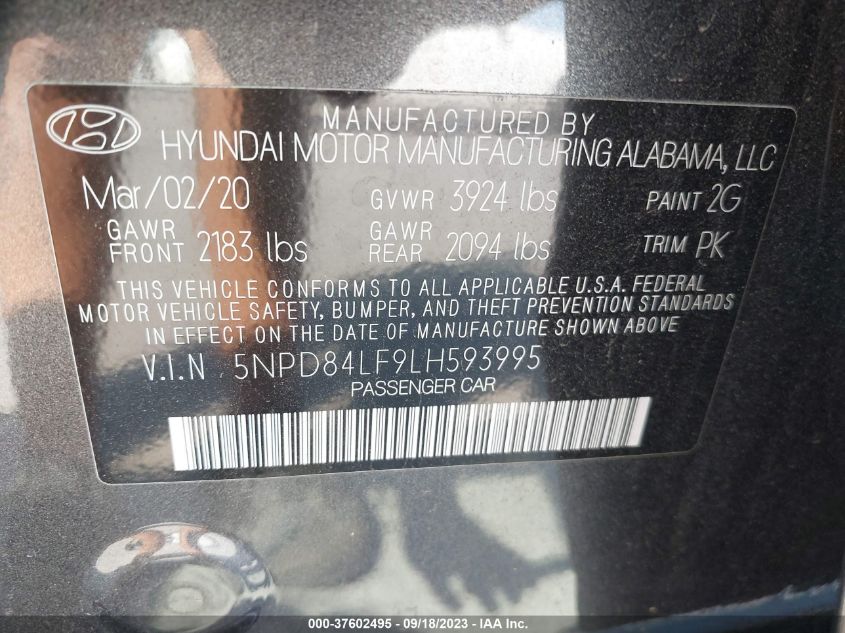 MANUFACTURED BY
HYUNDAI MOTOR MANUFACTURING ALABAMA, LLC
Mar/02/20 GVWR 3924 lbs PAINT 2G
GAWR FRONT 2183 lbs GAWR REAR 2094 lbs TRIM PK
THIS VEHICLE CONFORMS TO ALL APPLICABLE U.S.A. FEDERAL
MOTOR VEHICLE SAFETY, BUMPER, AND THEFT PREVENTION STANDARDS
IN EFFECT ON THE DATE OF MANUFACTURE SHOWN ABOVE
V.I.N 5NPD84LF9LH593995
PASSENGER CAR
000-37602495 - 09/18/2023 - IAAI.COM